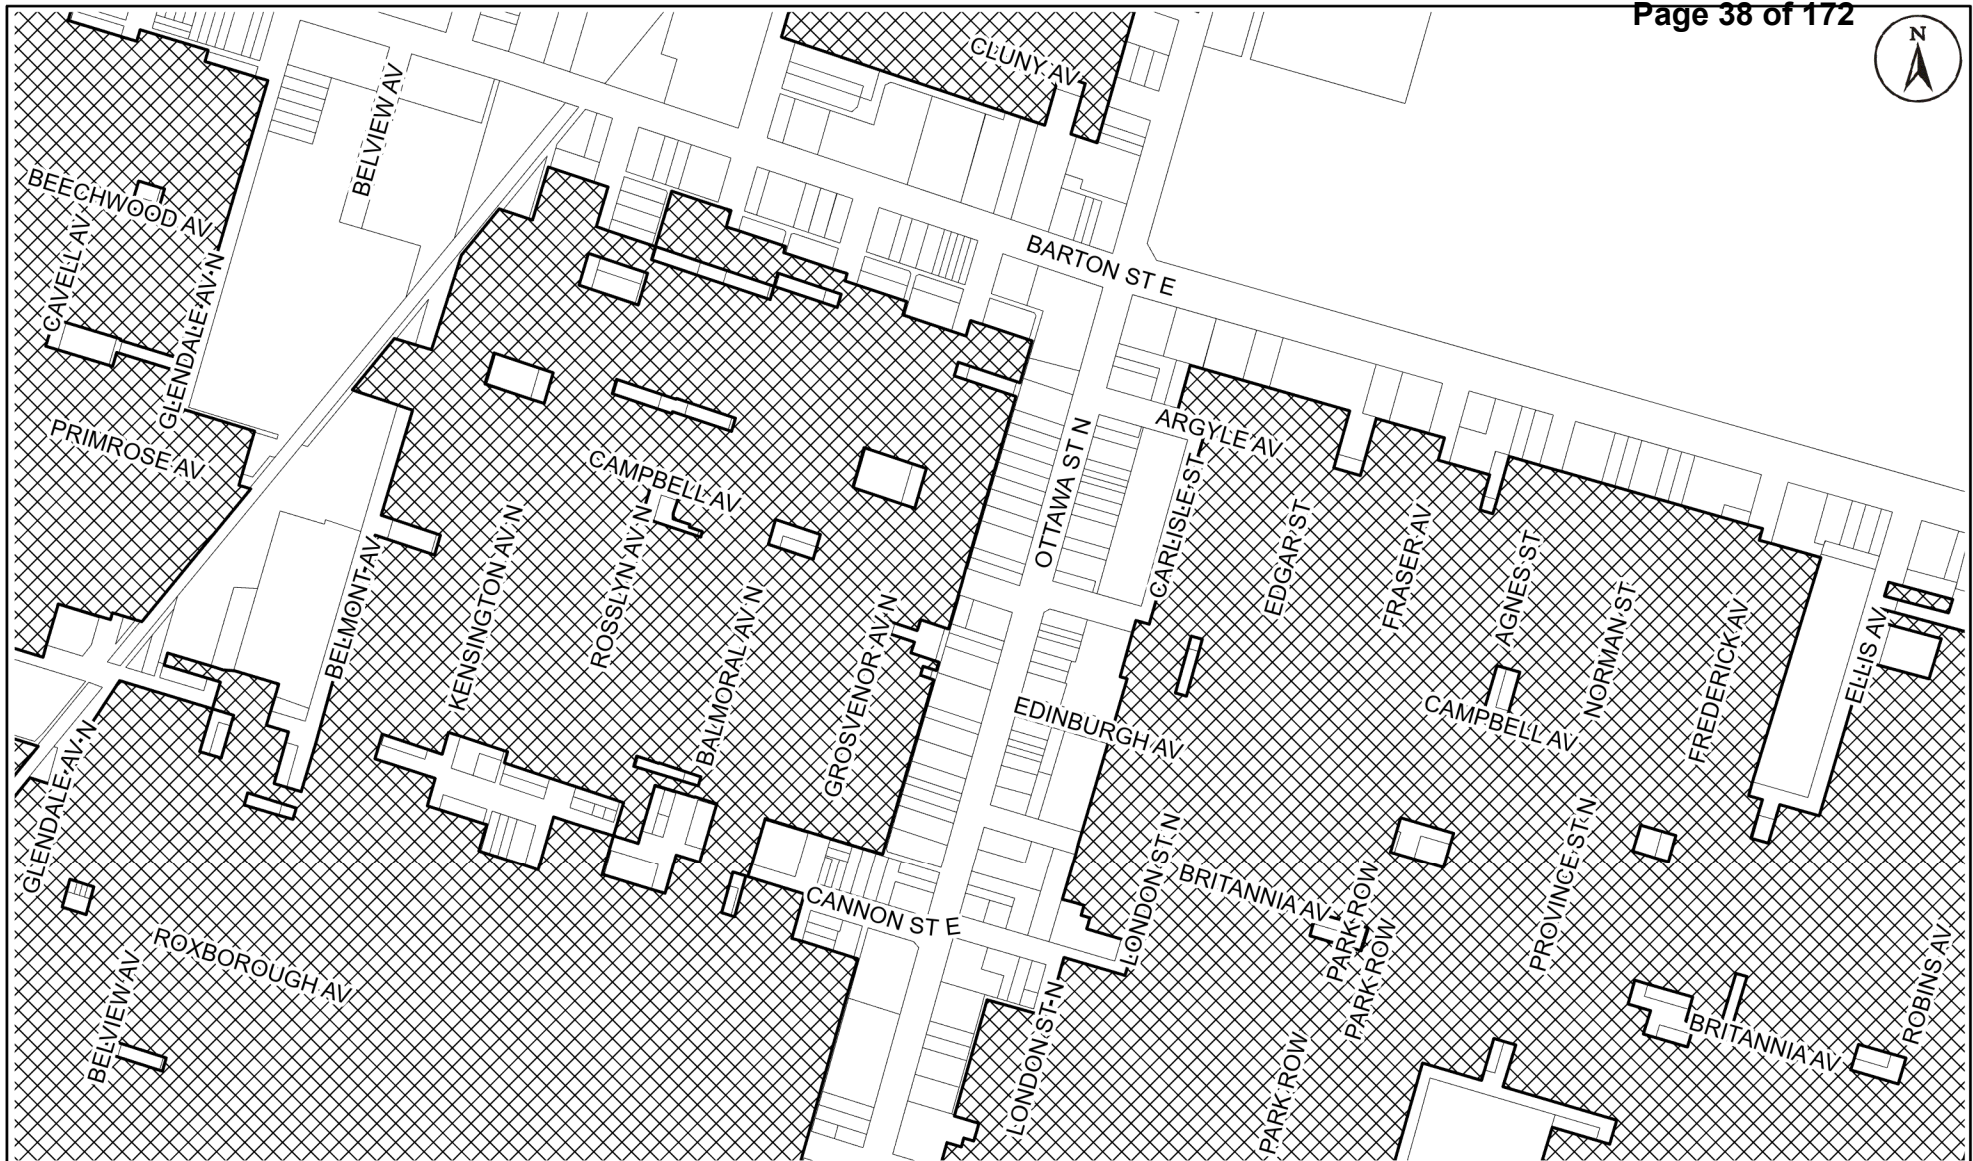 Page 38 of 172
N
CLUNY AV
BELVIEW AV
BEECHWOOD AV
CAVELL AV
GLENDALE AV N
BARTON ST E
PRIMROSE AV
ARGYLE AV
CAMPBELL AV
OTTAWA ST N
CARLISLE ST
EDGAR ST
FRASER AV
AGNES ST
NORMAN ST
FREDERICK AV
ELLIS AV
BELMONT AV
KENSINGTON AV N
ROSSLYN AV N
BALMORAL AV N
GROSVENOR AV N
EDINBURGH AV
CAMPBELL AV
GLENDALE AV N
CANNON ST E
LONDON ST N
BRITANNIA AV
PARK ROW
PARK ROW
PROVINCE ST N
ROXBOROUGH AV
BELVIEW AV
LONDON ST N
PARK ROW
BRITANNIA AV
ROBINS AV